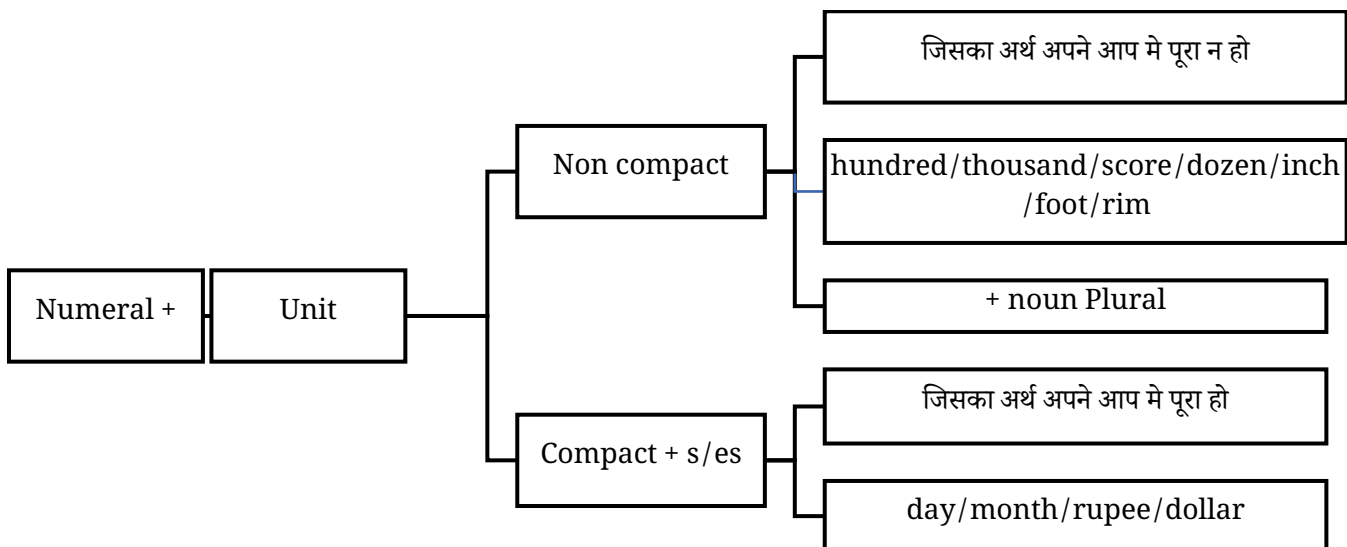 Numeral +
Unit
Non compact
जिसका अर्थ अपने आप मे पूरा न हो
hundred/thousand/score/dozen/inch
/foot/rim
+ noun Plural
Compact + s/es
जिसका अर्थ अपने आप मे पूरा हो
day/month/rupee/dollar